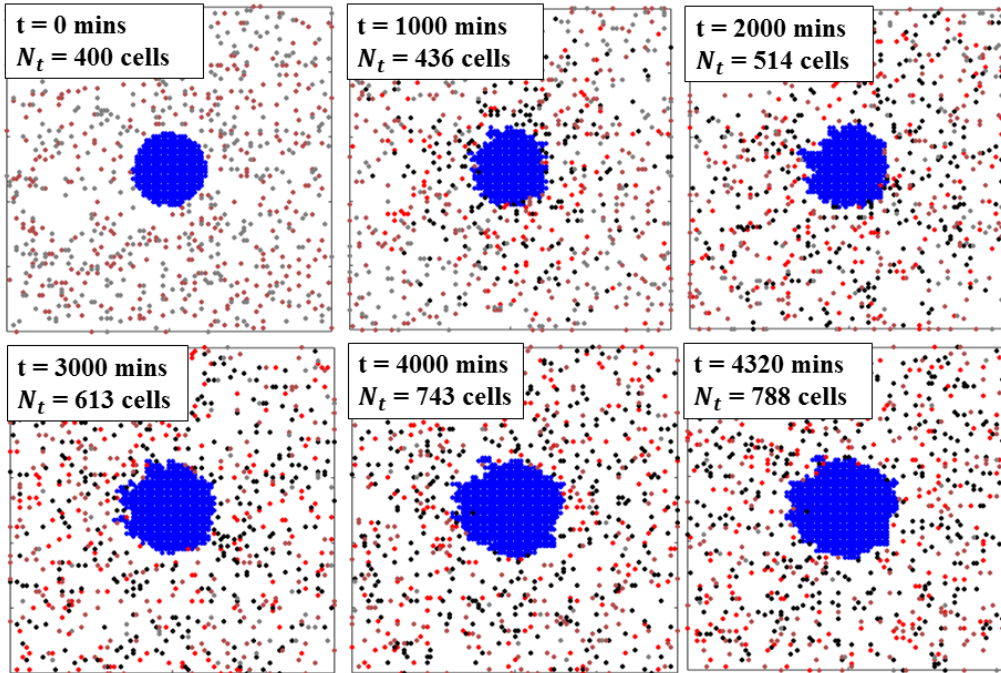 t = 0 mins
N_t = 400 cells
t = 1000 mins
N_t = 436 cells
t = 2000 mins
N_t = 514 cells
t = 3000 mins
N_t = 613 cells
t = 4000 mins
N_t = 743 cells
t = 4320 mins
N_t = 788 cells